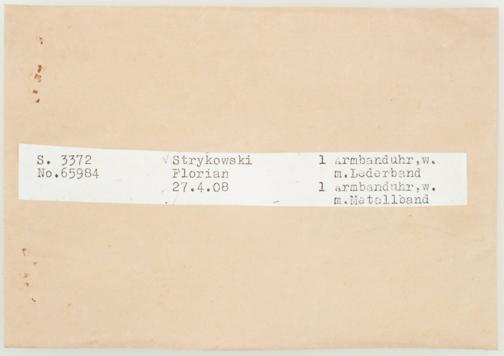 S. 3372 Strykowski 1 Armbanduhr,w.
No.65984 Florian m.Lederband
27.4.08 1 Armbanduhr,w.
m.Metallband